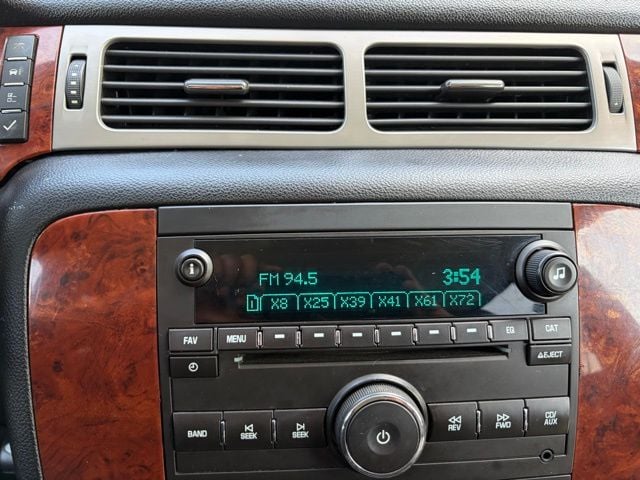 FM 94.5 3:54
1 X8 X25 X39 X41 X61 X72
FAV MENU EQ CAT
EJECT
BAND SEEK SEEK REV FWD CD/
AUX